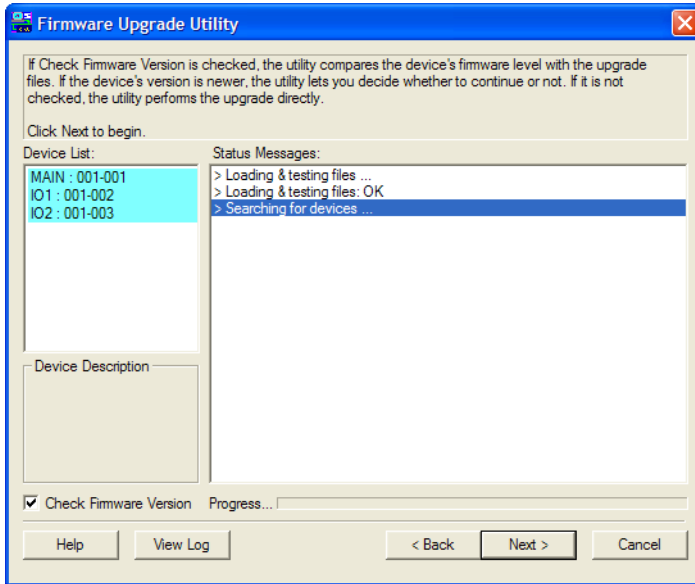 Firmware Upgrade Utility
If Check Firmware Version is checked, the utility compares the device's firmware level with the upgrade
files. If the device's version is newer, the utility lets you decide whether to continue or not. If it is not
checked, the utility performs the upgrade directly.
Click Next to begin.
Device List:
MAIN : 001-001
IO1 : 001-002
IO2 : 001-003
Status Messages:
> Loading & testing files ...
> Loading & testing files: OK
> Searching for devices ...
Device Description
Check Firmware Version
Progress...
Help
View Log
< Back
Next >
Cancel